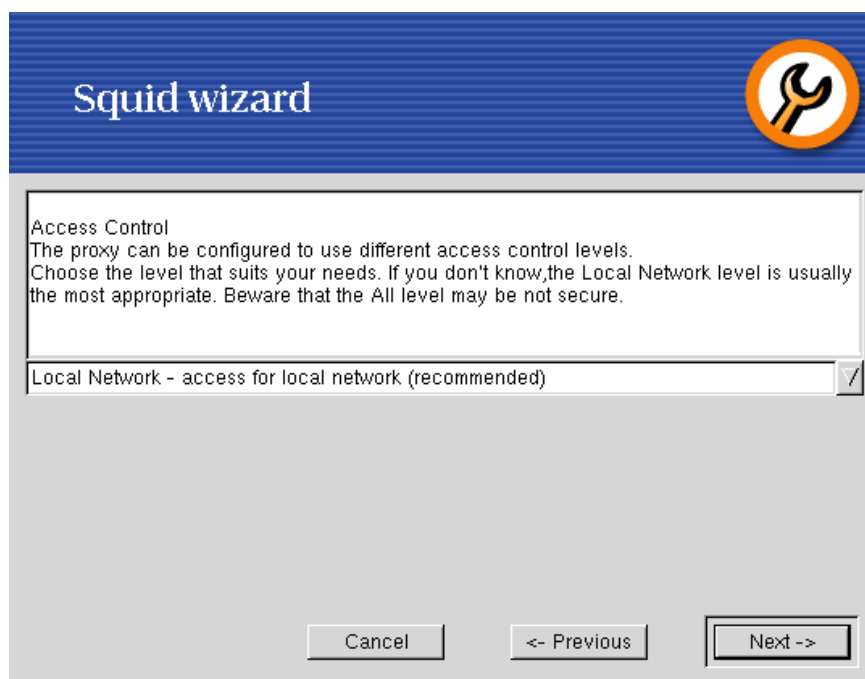 Squid wizard
Access Control
The proxy can be configured to use different access control levels.
Choose the level that suits your needs. If you don't know,the Local Network level is usually
the most appropriate. Beware that the All level may be not secure.
Local Network - access for local network (recommended)
Cancel
<- Previous
Next ->